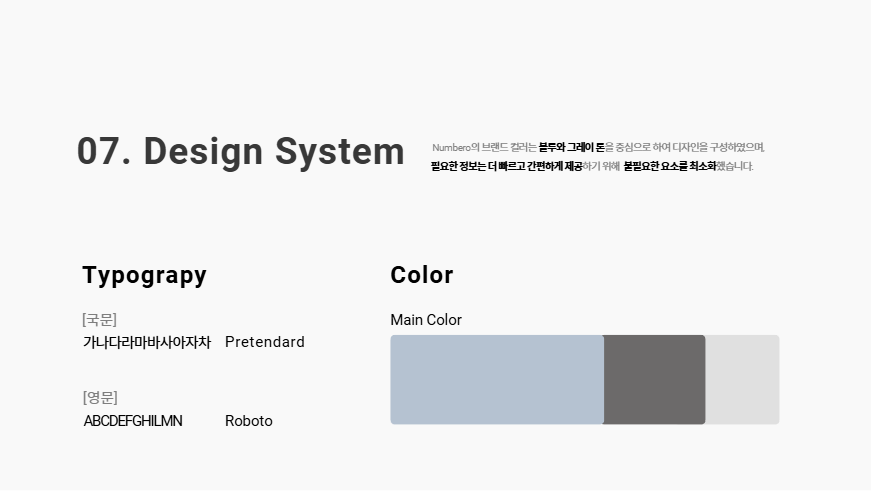 07. Design System
Numbero의 브랜드 컬러는 블루와 그레이 톤을 중심으로 하여 디자인을 구성하였으며,
필요한 정보는 더 빠르고 간편하게 제공하기 위해 불필요한 요소를 최소화했습니다.
Typograpy
[국문]
가나다라마바사아자차 Pretendard
[영문]
ABCDEFGHILMN Roboto
Color
Main Color